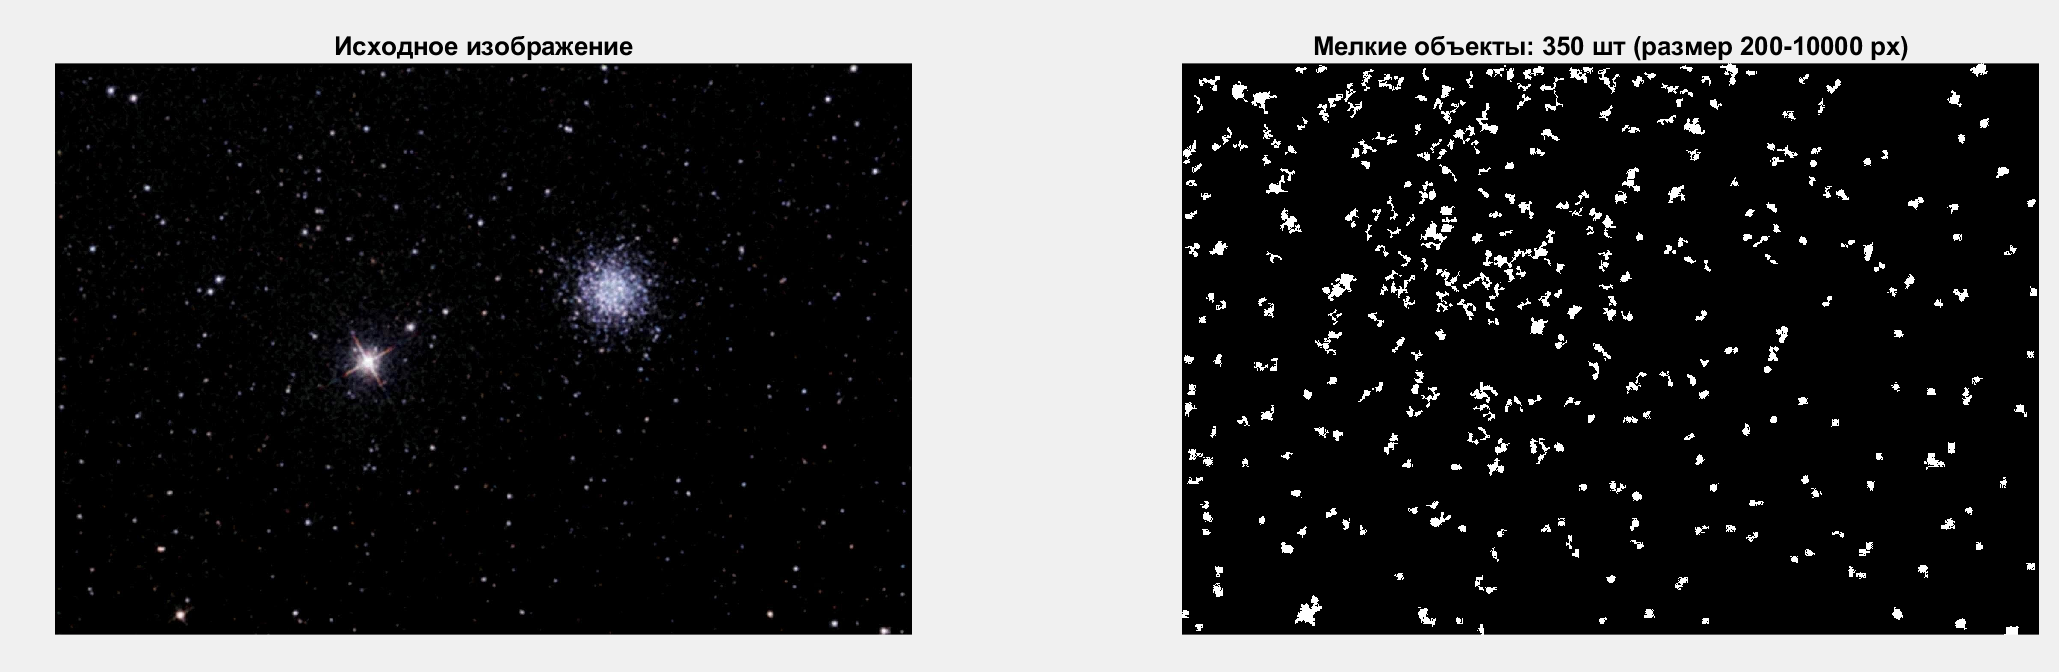 Исходное изображение
Мелкие объекты: 350 шт (размер 200-10000 px)